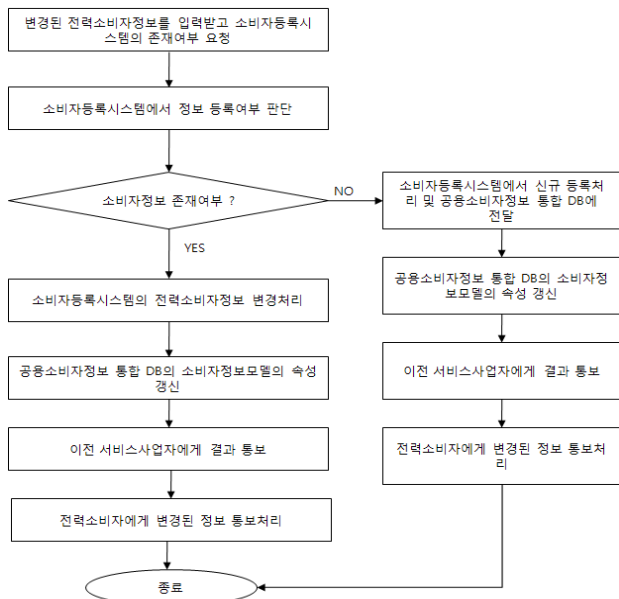 변경된 전력소비자정보를 입력받고 소비자등록시
스템의 존재여부 요청
소비자등록시스템에서 정보 등록여부 판단
소비자정보 존재여부 ?
NO
소비자등록시스템에서 신규 등록처
리 및 공용소비자정보 통합 DB에
전달
YES
공용소비자정보 통합 DB의 소비자정
보모델의 속성 갱신
소비자등록시스템의 전력소비자정보 변경처리
공용소비자정보 통합 DB의 소비자정보모델의 속성
갱신
이전 서비스사업자에게 결과 통보
이전 서비스사업자에게 결과 통보
전력소비자에게 변경된 정보 통보처
리
전력소비자에게 변경된 정보 통보처리
종료